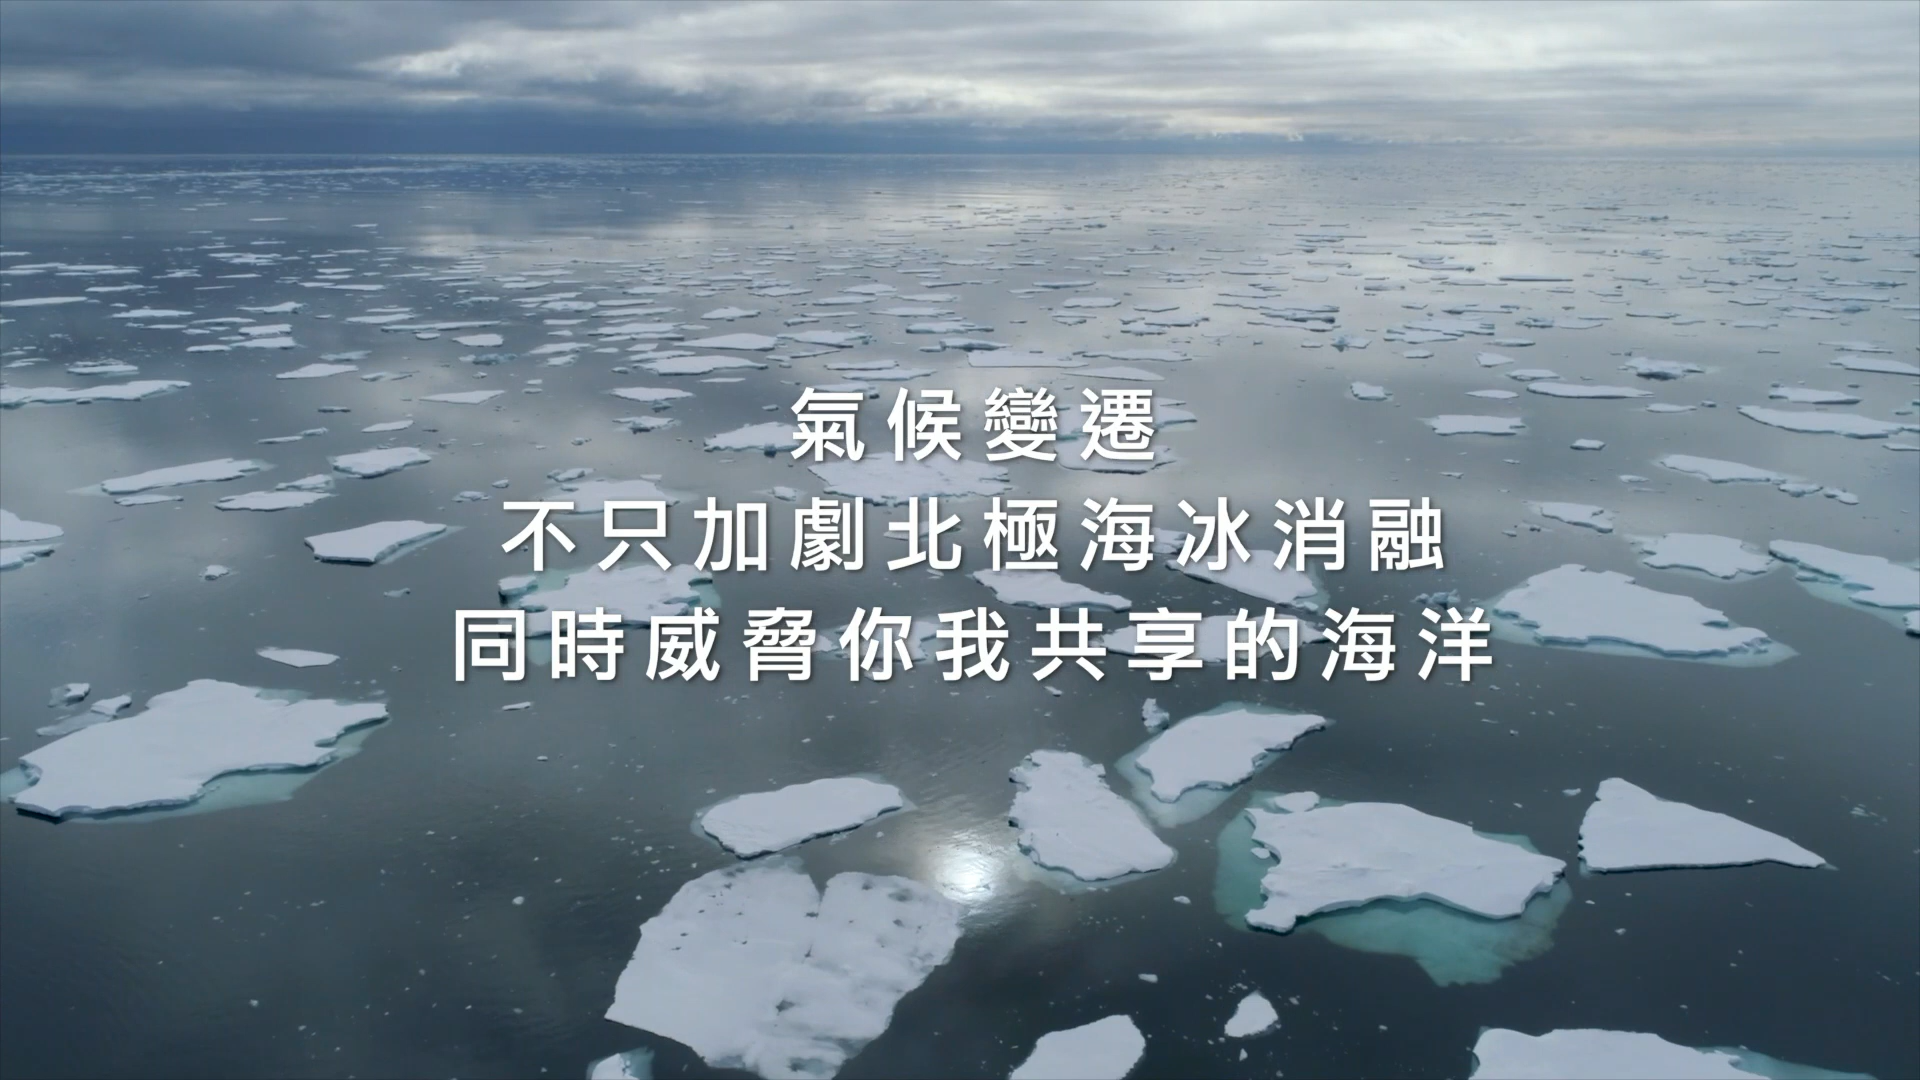 氣候變遷
不只加劇北極海冰消融
同時威脅你我共享的海洋